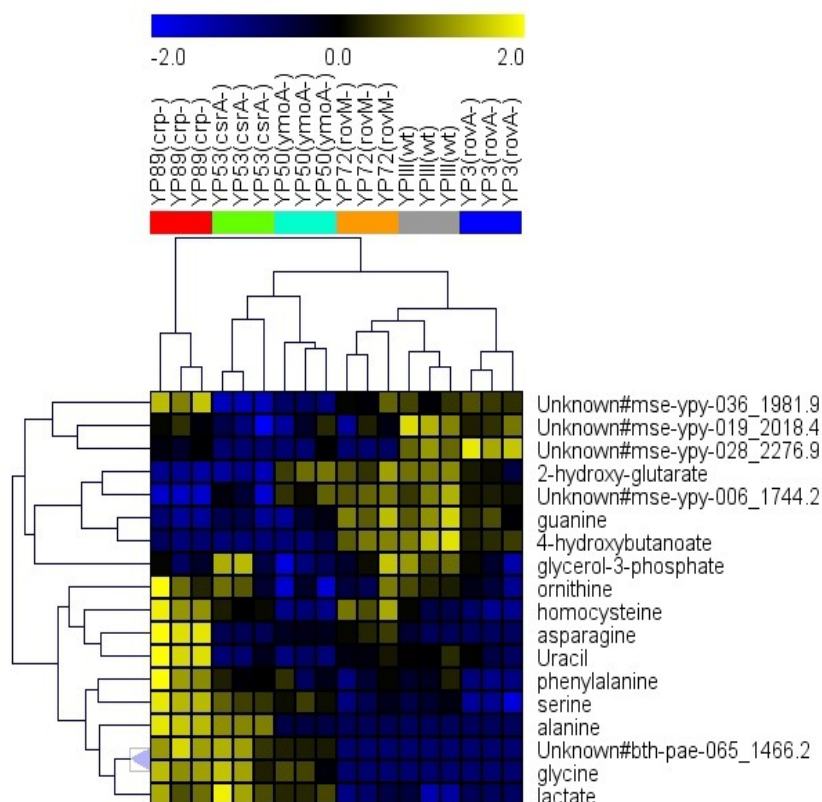 -2.0 0.0 2.0
YP89(crp-)
YP89(crp-)
YP89(crp-)
YP53(csrA-)
YP53(csrA-)
YP53(csrA-)
YP50(ymoA-)
YP50(ymoA-)
YP50(ymoA-)
YP72(rovM-)
YP72(rovM-)
YP72(rovM-)
YPIII(wt)
YPIII(wt)
YPIII(wt)
YP3(rovA-)
YP3(rovA-)
YP3(rovA-)
Unknown#mse-ypy-036_1981.9
Unknown#mse-ypy-019_2018.4
Unknown#mse-ypy-028_2276.9
2-hydroxy-glutarate
Unknown#mse-ypy-006_1744.2
guanine
4-hydroxybutanoate
glycerol-3-phosphate
ornithine
homocysteine
asparagine
Uracil
phenylalanine
serine
alanine
Unknown#bth-pae-065_1466.2
glycine
lactate